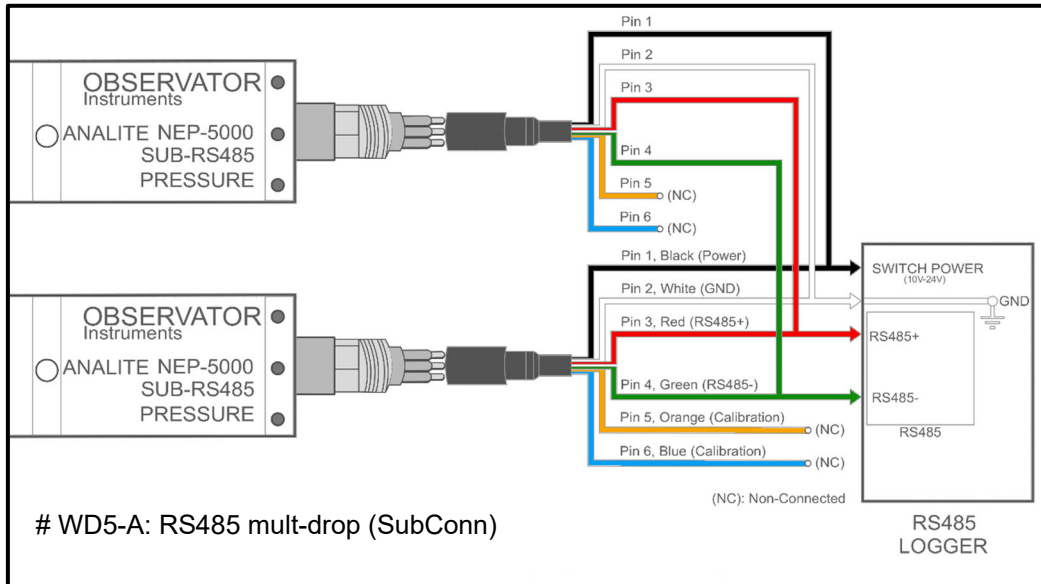 OBSERVATOR
Instruments
ANALITE NEP-5000
SUB-RS485
PRESSURE
Pin 1
Pin 2
Pin 3
Pin 4
Pin 5
(NC)
Pin 6
(NC)
OBSERVATOR
Instruments
ANALITE NEP-5000
SUB-RS485
PRESSURE
Pin 1, Black (Power)
Pin 2, White (GND)
Pin 3, Red (RS485+)
Pin 4, Green (RS485-)
Pin 5, Orange (Calibration)
(NC)
Pin 6, Blue (Calibration)
(NC)
SWITCH POWER
(10V-24V)
GND
RS485+
RS485-
RS485
(NC): Non-Connected
RS485
LOGGER
# WD5-A: RS485 mult-drop (SubConn)